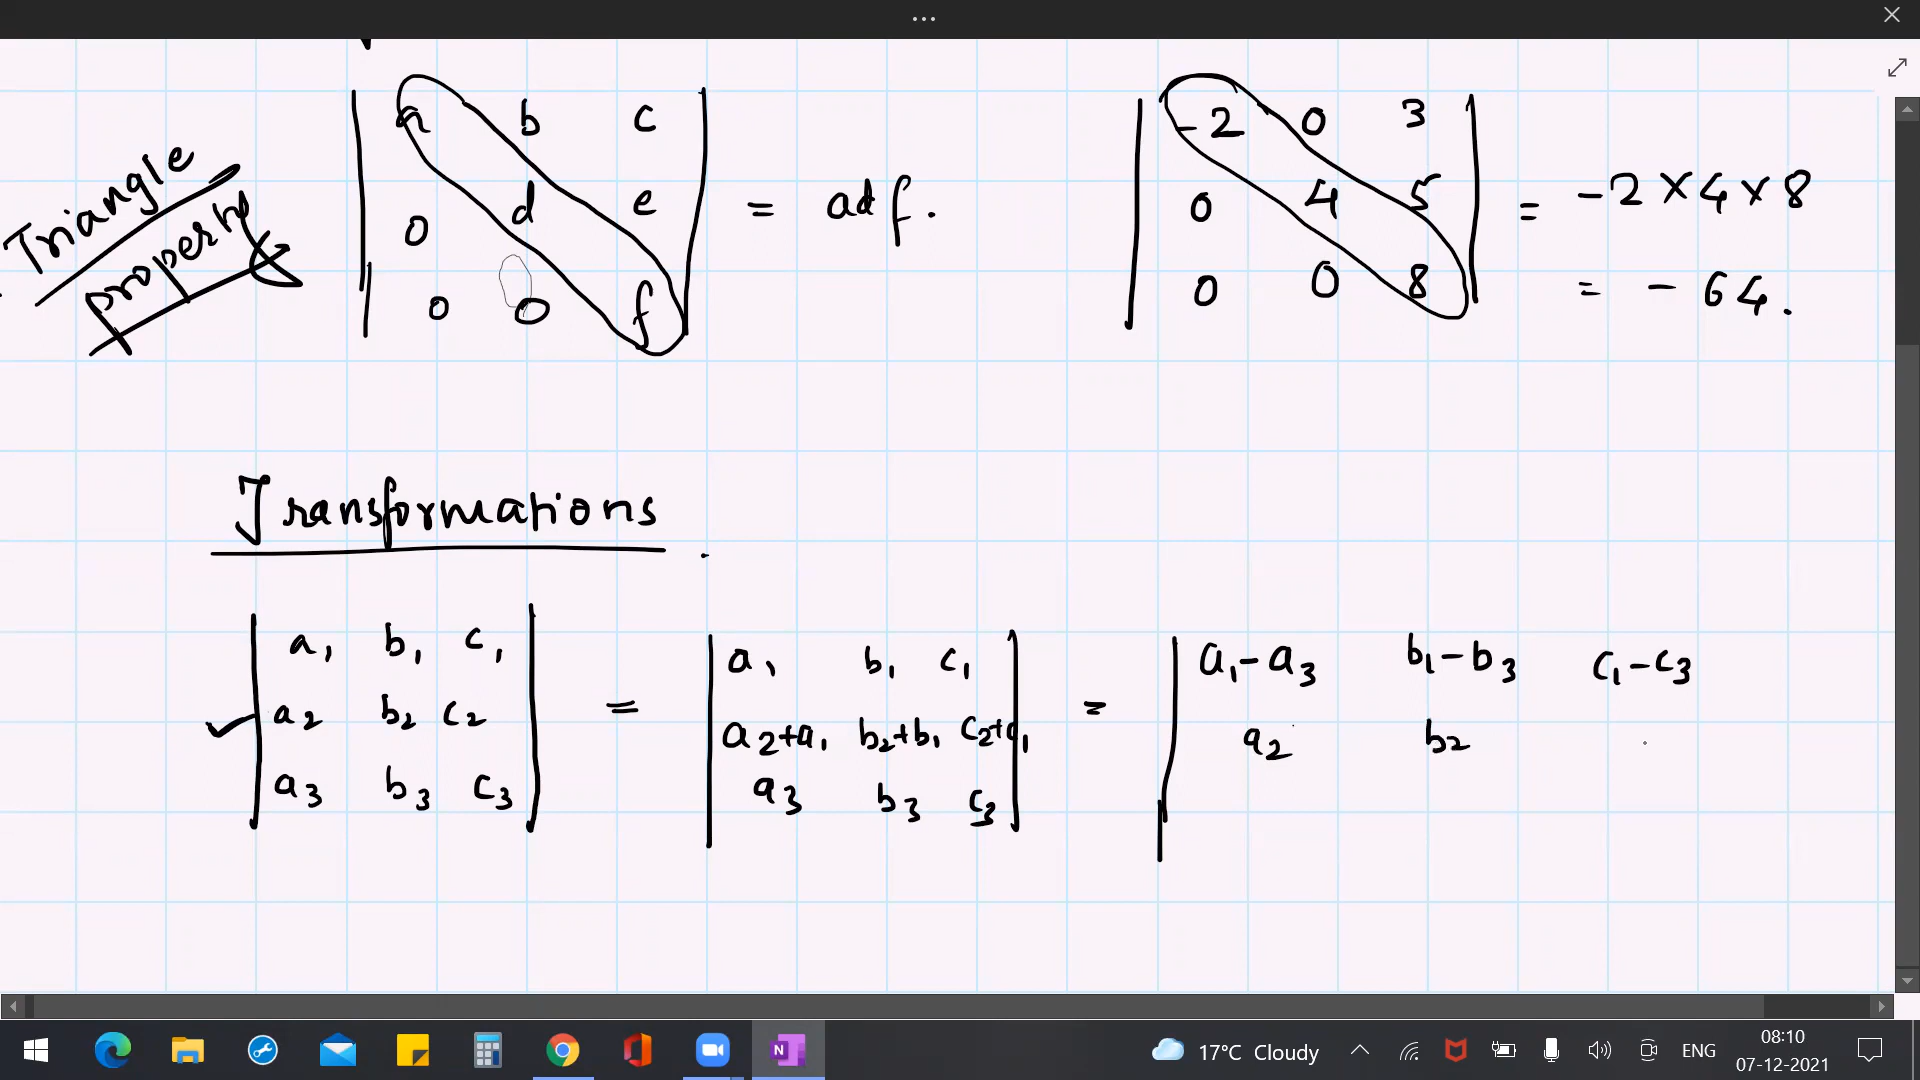 ...
a b c
0 d e = adf.
0 0 f
Triangle
property
-2 0 3
0 4 5 = -2×4×8
0 0 8 = -64.
Transformations
a₁ b₁ c₁
a₂ b₂ c₂
a₃ b₃ c₃
=
a₁ b₁ c₁
a₂+a₁ b₂+b₁ c₂+c₁
a₃ b₃ c₃
=
a₁-a₃ b₁-b₃ c₁-c₃
a₂ b₂
17°C Cloudy
ENG
08:10
07-12-2021